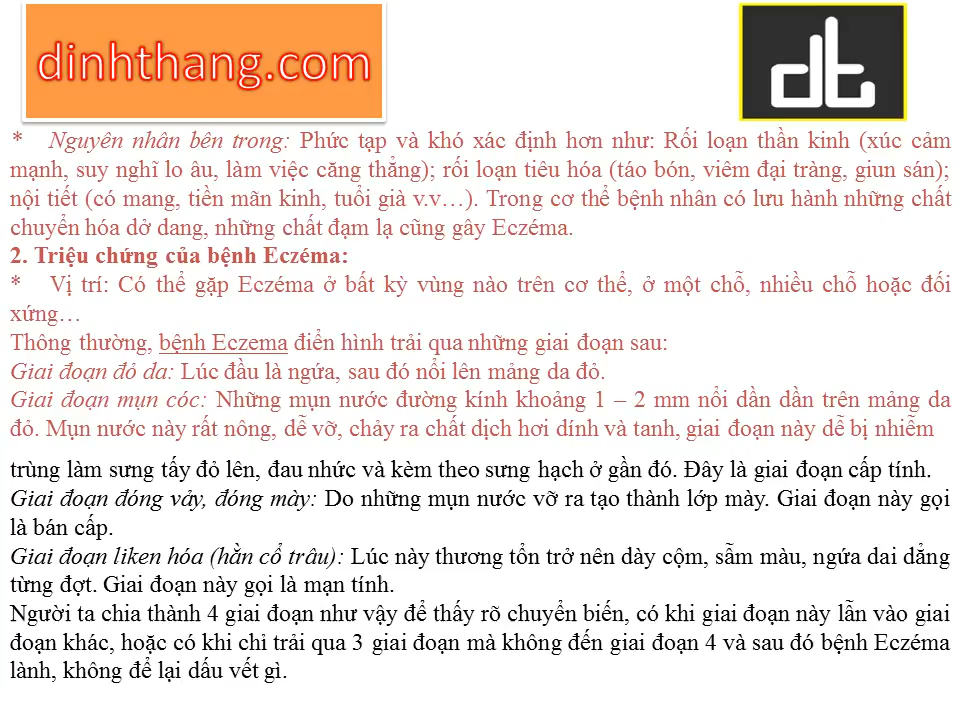 dinhthang.com
dt
* Nguyên nhân bên trong: Phức tạp và khó xác định hơn như: Rối loạn thần kinh (xúc cảm
mạnh, suy nghĩ lo âu, làm việc căng thẳng); rối loạn tiêu hóa (táo bón, viêm đại tràng, giun sán);
nội tiết (có mang, tiền mãn kinh, tuổi già v.v…). Trong cơ thể bệnh nhân có lưu hành những chất
chuyển hóa dở dang, những chất đạm lạ cũng gây Eczéma.
2. Triệu chứng của bệnh Eczéma:
* Vị trí: Có thể gặp Eczéma ở bất kỳ vùng nào trên cơ thể, ở một chỗ, nhiều chỗ hoặc đối
xứng…
Thông thường, bệnh Eczema điển hình trải qua những giai đoạn sau:
Giai đoạn đỏ da: Lúc đầu là ngứa, sau đó nổi lên mảng da đỏ.
Giai đoạn mụn cóc: Những mụn nước đường kính khoảng 1 – 2 mm nổi dần dần trên mảng da
đỏ. Mụn nước này rất nông, dễ vỡ, chảy ra chất dịch hơi dính và tanh, giai đoạn này dễ bị nhiễm
trùng làm sưng tấy đỏ lên, đau nhức và kèm theo sưng hạch ở gần đó. Đây là giai đoạn cấp tính.
Giai đoạn đóng vảy, đóng mày: Do những mụn nước vỡ ra tạo thành lớp mày. Giai đoạn này gọi
là bán cấp.
Giai đoạn liken hóa (hằn cổ trâu): Lúc này thương tổn trở nên dày cộm, sẫm màu, ngứa dai dẳng
từng đợt. Giai đoạn này gọi là mạn tính.
Người ta chia thành 4 giai đoạn như vậy để thấy rõ chuyển biến, có khi giai đoạn này lẫn vào giai
đoạn khác, hoặc có khi chỉ trải qua 3 giai đoạn mà không đến giai đoạn 4 và sau đó bệnh Eczéma
lành, không để lại dấu vết gì.